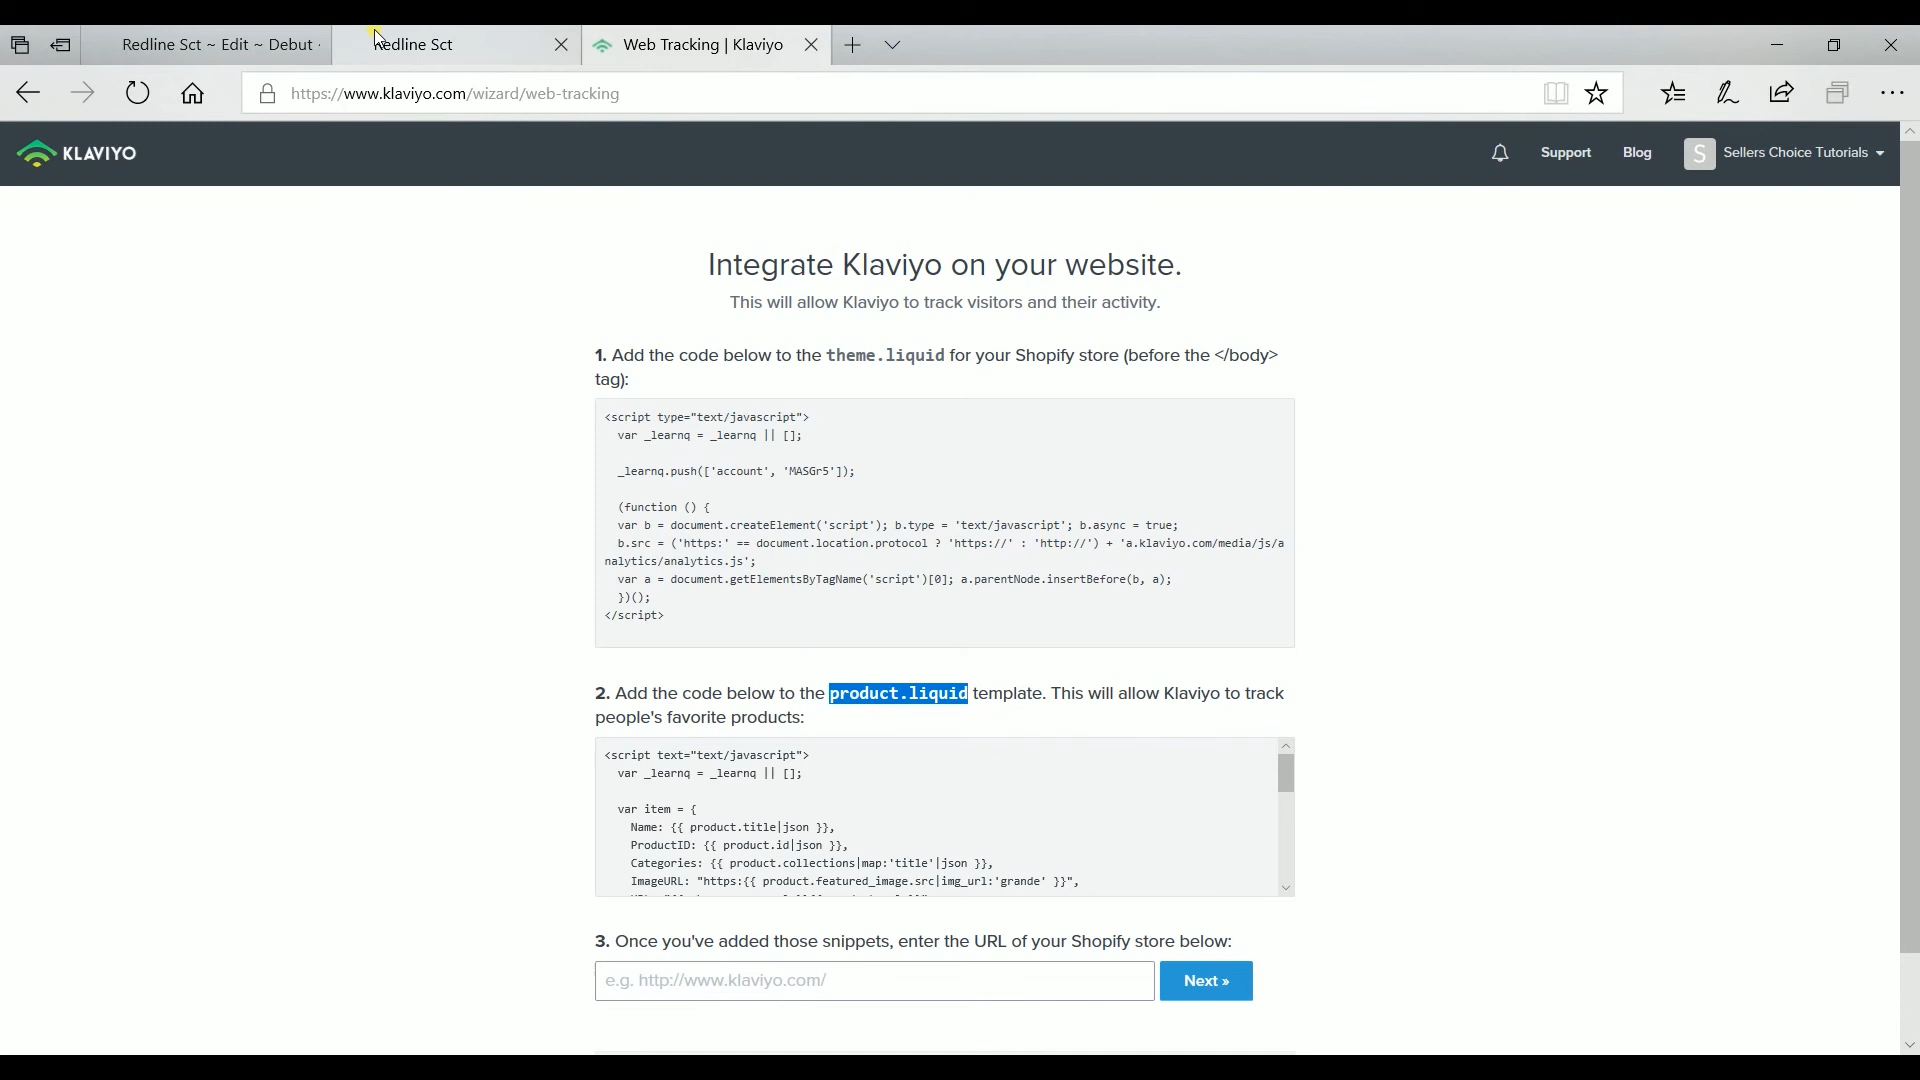 Redline Sct ~ Edit ~ Debut
Redline Sct
Web Tracking | Klaviyo
https://www.klaviyo.com/wizard/web-tracking
KLAVIYO
Support
Blog
S
Sellers Choice Tutorials
Integrate Klaviyo on your website.
This will allow Klaviyo to track visitors and their activity.
1. Add the code below to the theme.liquid for your Shopify store (before the </body>
tag):
<script type="text/javascript">
var _learnq = _learnq || [];
_learnq.push(['account', 'MASGr5']);
(function () {
var b = document.createElement('script'); b.type = 'text/javascript'; b.async = true;
b.src = ('https:' == document.location.protocol ? 'https://' : 'http://') + 'a.klaviyo.com/media/js/a
nalytics/analytics.js';
var a = document.getElementsByTagName('script')[0]; a.parentNode.insertBefore(b, a);
})();
</script>
2. Add the code below to the product.liquid template. This will allow Klaviyo to track
people's favorite products:
<script text="text/javascript">
var _learnq = _learnq || [];
var item = {
Name: {{ product.title|json }},
ProductID: {{ product.id|json }},
Categories: {{ product.collections|map:'title'|json }},
ImageURL: "https:{{ product.featured_image.src|img_url:'grande' }}",
3. Once you've added those snippets, enter the URL of your Shopify store below:
e.g. http://www.klaviyo.com/
Next »